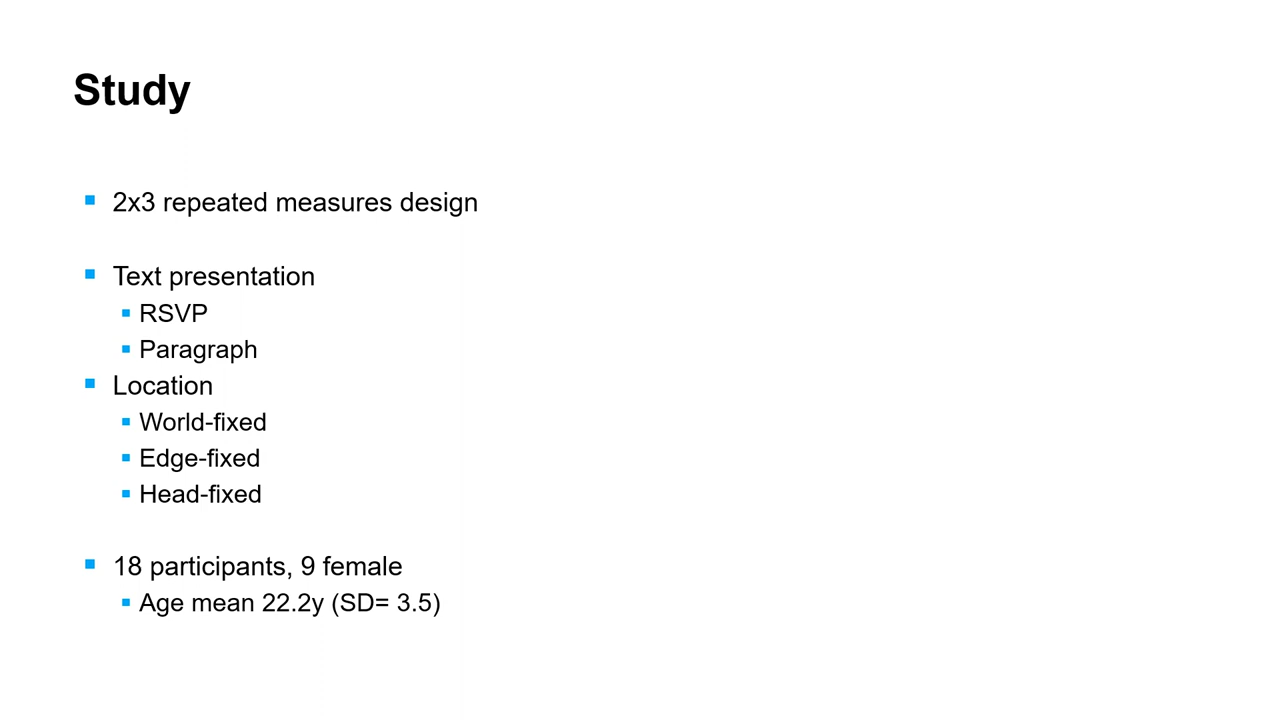 Study
2x3 repeated measures design
Text presentation
RSVP
Paragraph
Location
World-fixed
Edge-fixed
Head-fixed
18 participants, 9 female
Age mean 22.2y (SD= 3.5)